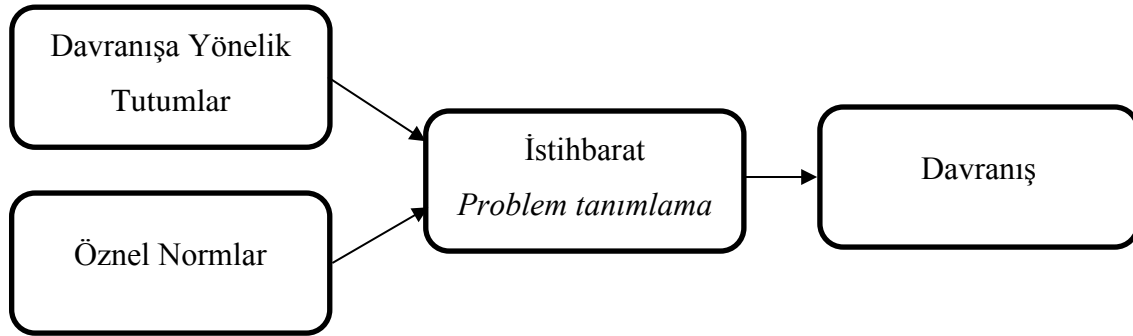 Davranışa Yönelik
Tutumlar
Öznel Normlar
İstihbarat
Problem tanımlama
Davranış